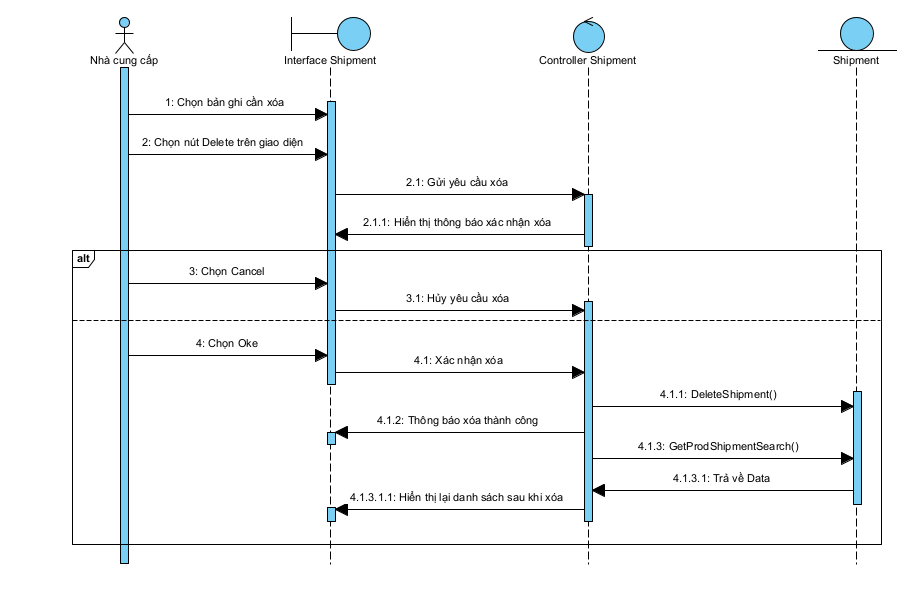 Nhà cung cấp
Interface Shipment
Controller Shipment
Shipment
1: Chọn bản ghi cần xóa
2: Chọn nút Delete trên giao diện
2.1: Gửi yêu cầu xóa
2.1.1: Hiển thị thông báo xác nhận xóa
alt
3: Chọn Cancel
3.1: Hủy yêu cầu xóa
4: Chọn Oke
4.1: Xác nhận xóa
4.1.1: DeleteShipment()
4.1.2: Thông báo xóa thành công
4.1.3: GetProdShipmentSearch()
4.1.3.1: Trả về Data
4.1.3.1.1: Hiển thị lại danh sách sau khi xóa